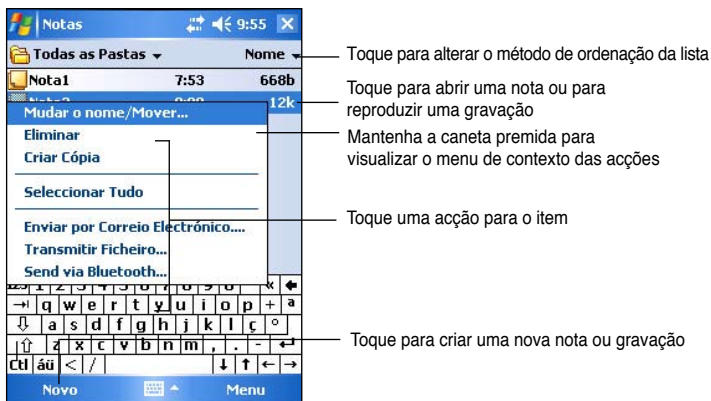 Notas 9:55
Todas as Pastas Nome
Toque para alterar o método de ordenação da lista
Nota1 7:53 668b
12k
Toque para abrir uma nota ou para
reproduzir uma gravação
Mudar o nome/Mover...
Eliminar
Criar Cópia
Seleccionar Tudo
Enviar por Correio Electrónico....
Transmitir Ficheiro...
Send via Bluetooth...
Mantenha a caneta premida para
visualizar o menu de contexto das acções
Toque uma acção para o item
q w e r t y u i o p + ª
a s d f g h j k l ç º
z x c v b n m , . -
Ctl áü < /
Toque para criar uma nova nota ou gravação
Novo Menu